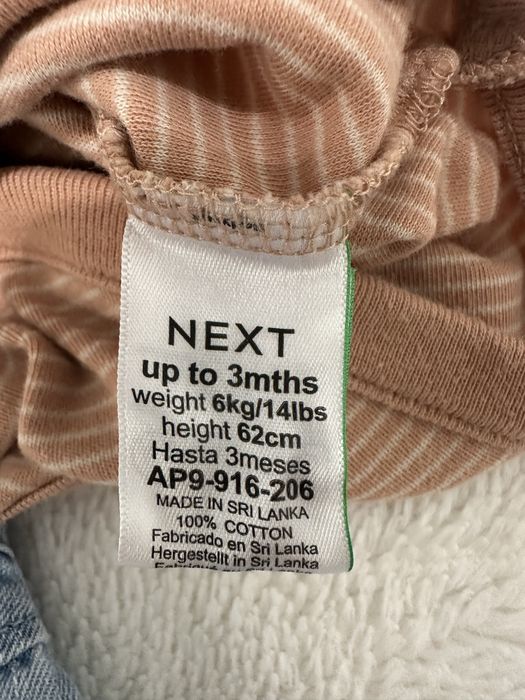 NEXT
up to 3mths
weight 6kg/14lbs
height 62cm
Hasta 3meses
AP9-916-206
MADE IN SRI LANKA
100% COTTON
Fabricado en Sri Lanka
Hergestellt in Sri Lanka